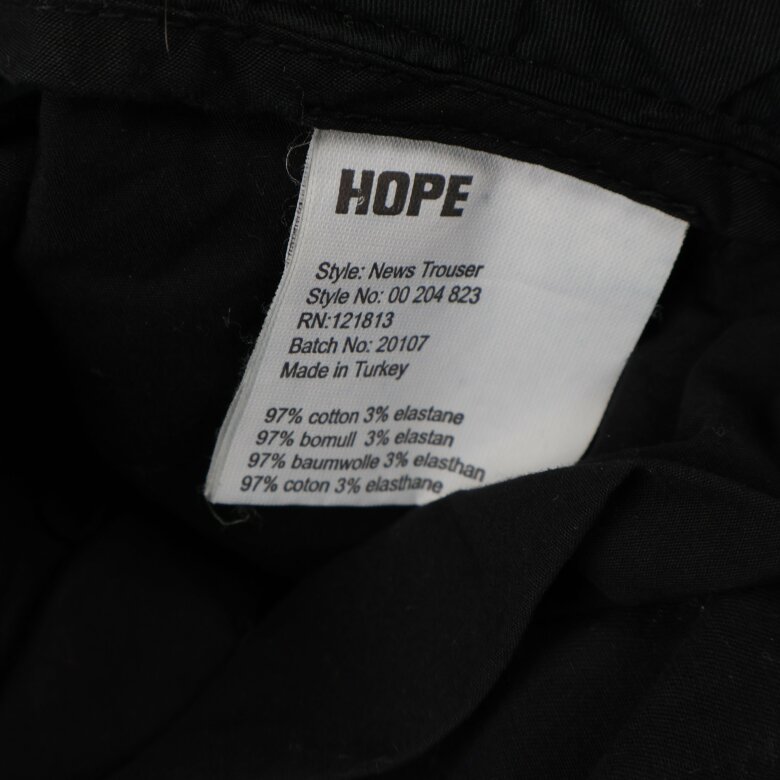 HOPE
Style: News Trouser
Style No: 00 204 823
RN:121813
Batch No: 20107
Made in Turkey
97% cotton 3% elastane
97% bomull 3% elastan
97% baumwolle 3% elasthan
97% coton 3% elasthane